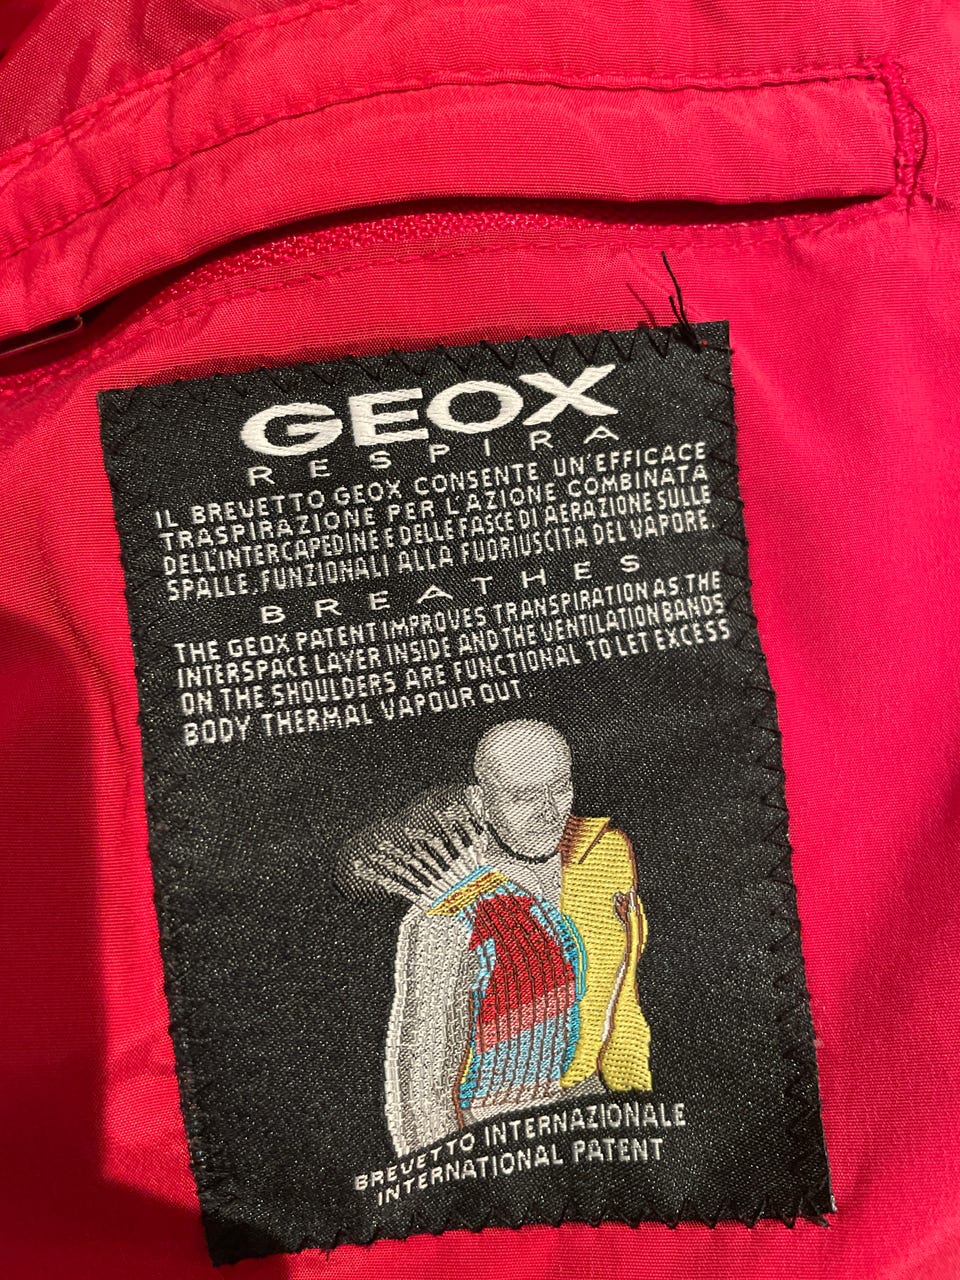 GEOX
RESPIRA
IL BREVETTO GEOX CONSENTE UN'EFFICACE
TRASPIRAZIONE PER L'AZIONE COMBINATA
DELL'INTERCAPEDINE E DELLE FASCE DI AERAZIONE SULLE
SPALLE, FUNZIONALI ALLA FUORIUSCITA DEL VAPORE.
BREATHES
THE GEOX PATENT IMPROVES TRANSPIRATION AS THE
INTERSPACE LAYER INSIDE AND THE VENTILATION BANDS
ON THE SHOULDERS ARE FUNCTIONAL TO LET EXCESS
BODY THERMAL VAPOUR OUT
BREVETTO INTERNAZIONALE
INTERNATIONAL PATENT